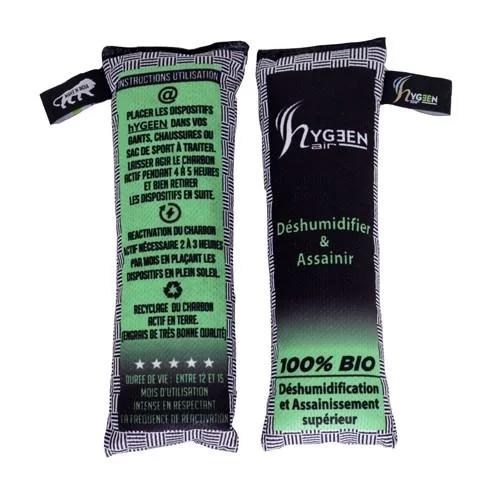 INSTRUCTIONS UTILISATION
@
PLACER LES DISPOSITIFS
hYGEEN DANS VOS
GANTS, CHAUSSURES OU
SAC DE SPORT À TRAITER.
LAISSER AGIR LE CHARBON
ACTIF PENDANT 4 À 5 HEURES
ET BIEN RETIRER
LES DISPOSITIFS EN SUITE.
REACTIVATION DU CHARBON
ACTIF NÉCESSAIRE 2 À 3 HEURES
PAR MOIS EN PLAÇANT LES
DISPOSITIFS EN PLEIN SOLEIL.
RECYCLAGE DU CHARBON
ACTIF EN TERRE.
(ENGRAIS DE TRÈS BONNE QUALITÉ)
DUREE DE VIE : ENTRE 12 ET 15
MOIS D'UTILISATION
INTENSE EN RESPECTANT
LA FREQUENCE DE REACTIVATION
hYGEEN
hYGEEN
air
Déshumidifier
&
Assainir
100% BIO
Déshumidification
et Assainissement
supérieur